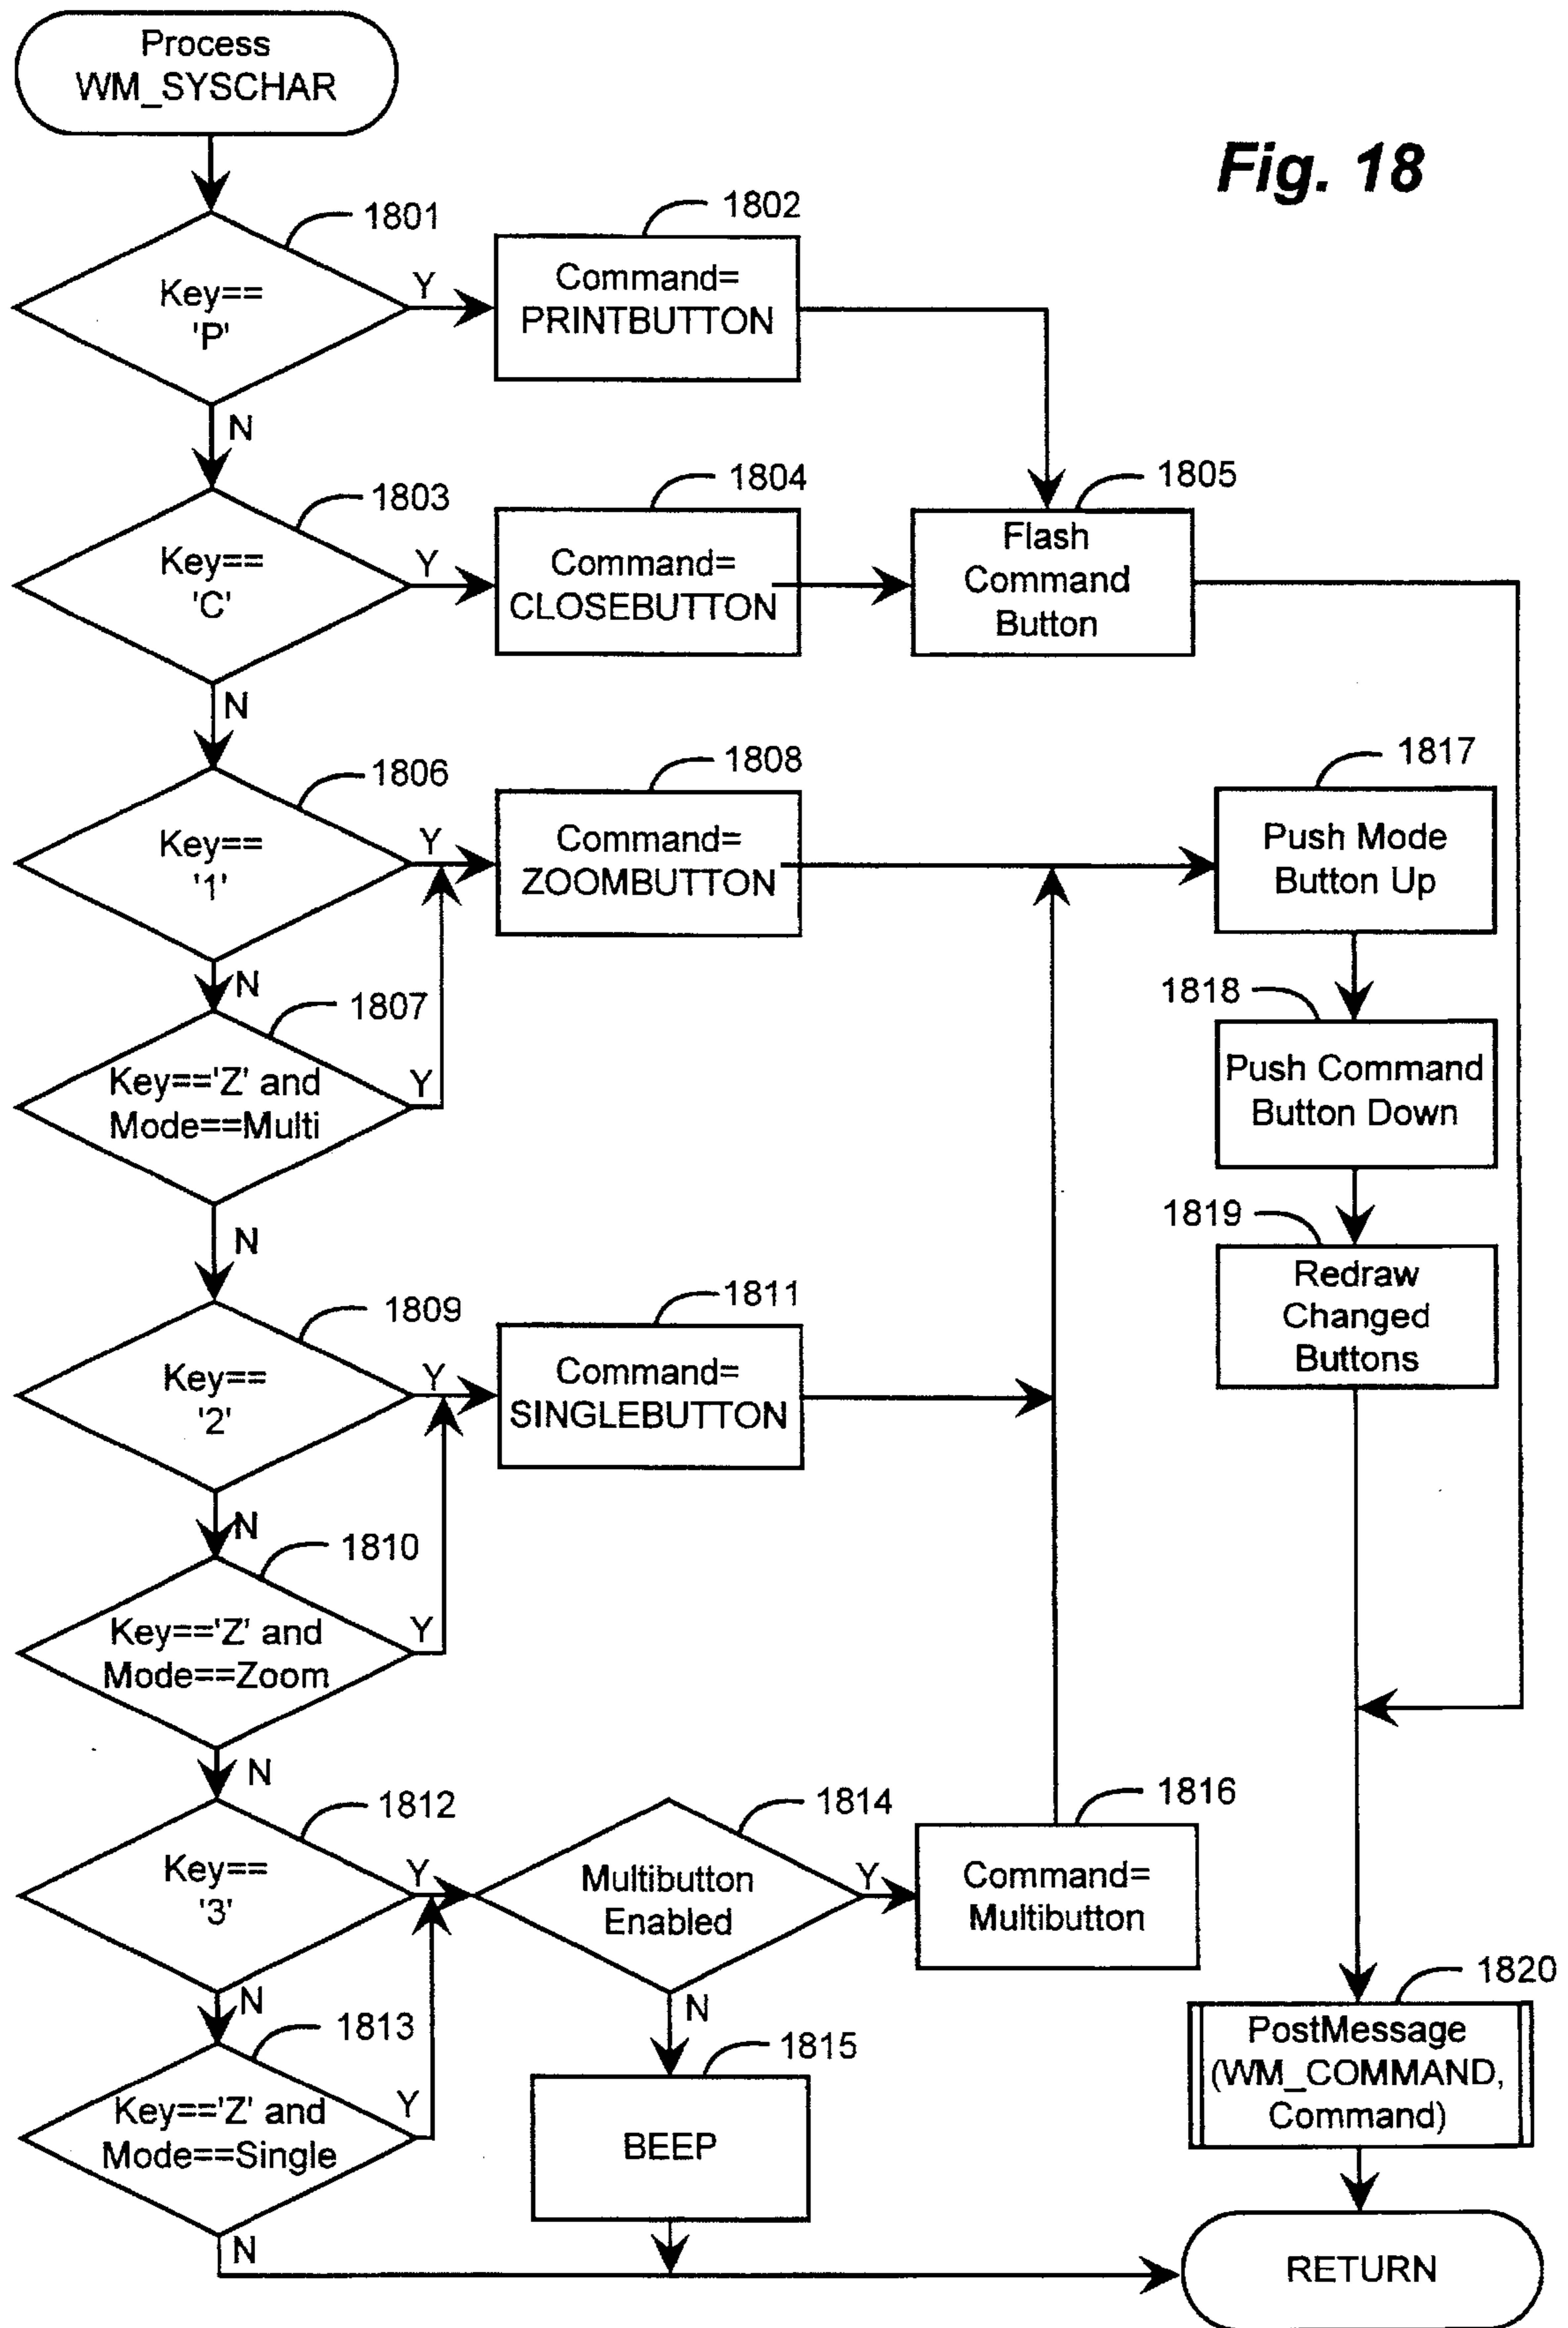 Process
WM_SYSCHAR
Fig. 18
1801
Key==
'P'
Y
N
1802
Command=
PRINTBUTTON
1803
Key==
'C'
Y
N
1804
Command=
CLOSEBUTTON
1805
Flash
Command
Button
1806
Key==
'1'
Y
N
1808
Command=
ZOOMBUTTON
1807
Key=='Z' and
Mode==Multi
Y
N
1817
Push Mode
Button Up
1818
Push Command
Button Down
1819
Redraw
Changed
Buttons
1809
Key==
'2'
Y
N
1811
Command=
SINGLEBUTTON
1810
Key=='Z' and
Mode==Zoom
Y
N
1812
Key==
'3'
Y
N
1814
Multibutton
Enabled
Y
N
1816
Command=
Multibutton
1813
Key=='Z' and
Mode==Single
Y
N
1815
BEEP
1820
PostMessage
(WM_COMMAND,
Command)
RETURN